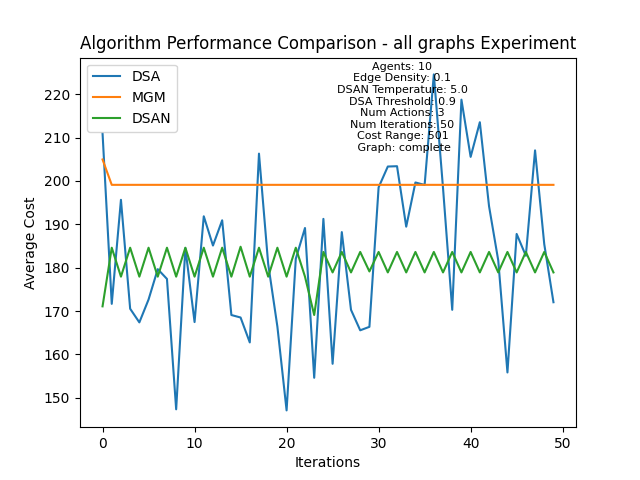 Algorithm Performance Comparison - all graphs Experiment
DSA
MGM
DSAN
Agents: 10
Edge Density: 0.1
DSAN Temperature: 5.0
DSA Threshold: 0.9
Num Actions: 3
Num Iterations: 50
Cost Range: 501
Graph: complete
220
210
200
190
180
170
160
150
Average Cost
0 10 20 30 40 50
Iterations